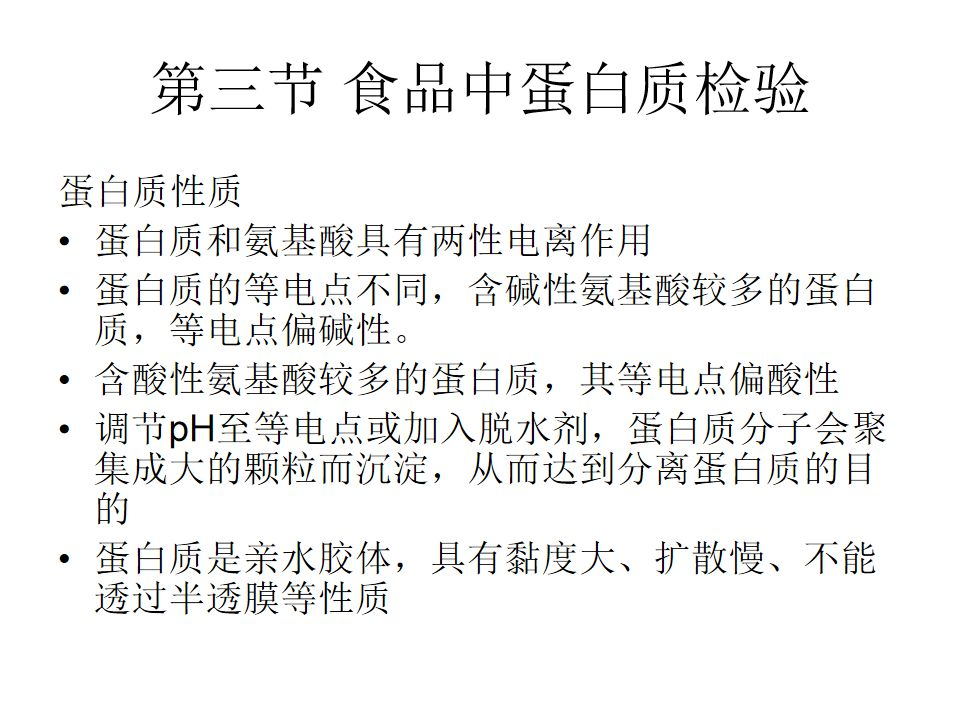 第三节 食品中蛋白质检验
蛋白质性质
• 蛋白质和氨基酸具有两性电离作用
• 蛋白质的等电点不同，含碱性氨基酸较多的蛋白
质，等电点偏碱性。
• 含酸性氨基酸较多的蛋白质，其等电点偏酸性
• 调节pH至等电点或加入脱水剂，蛋白质分子会聚
集成大的颗粒而沉淀，从而达到分离蛋白质的目
的
• 蛋白质是亲水胶体，具有黏度大、扩散慢、不能
透过半透膜等性质